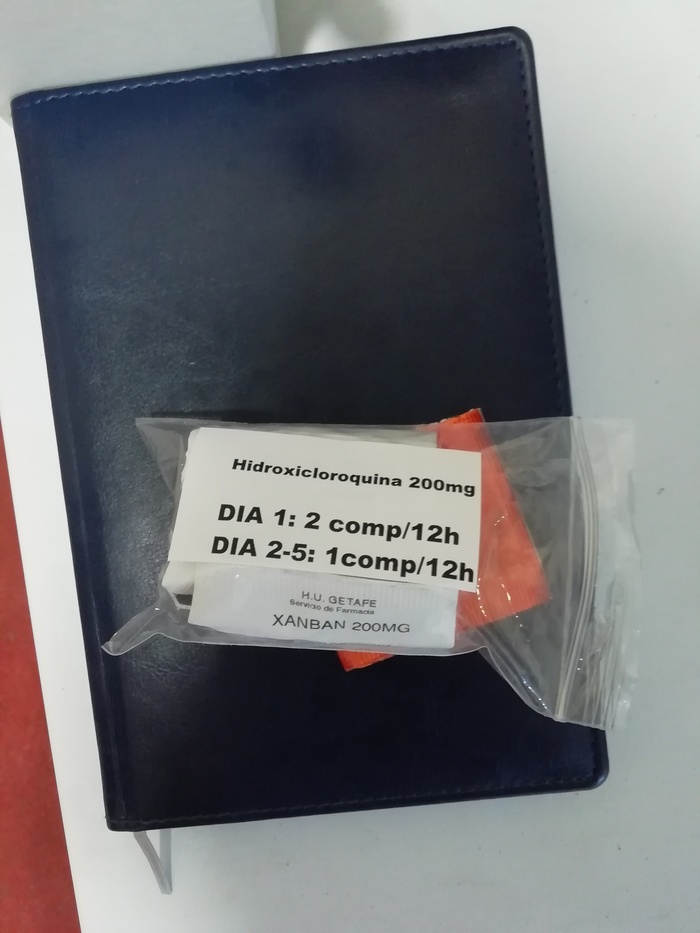 Hidroxicloroquina 200mg
DIA 1: 2 comp/12h
DIA 2-5: 1comp/12h
H.U. GETAFE
Servicio de Farmacia
XANBAN 200MG